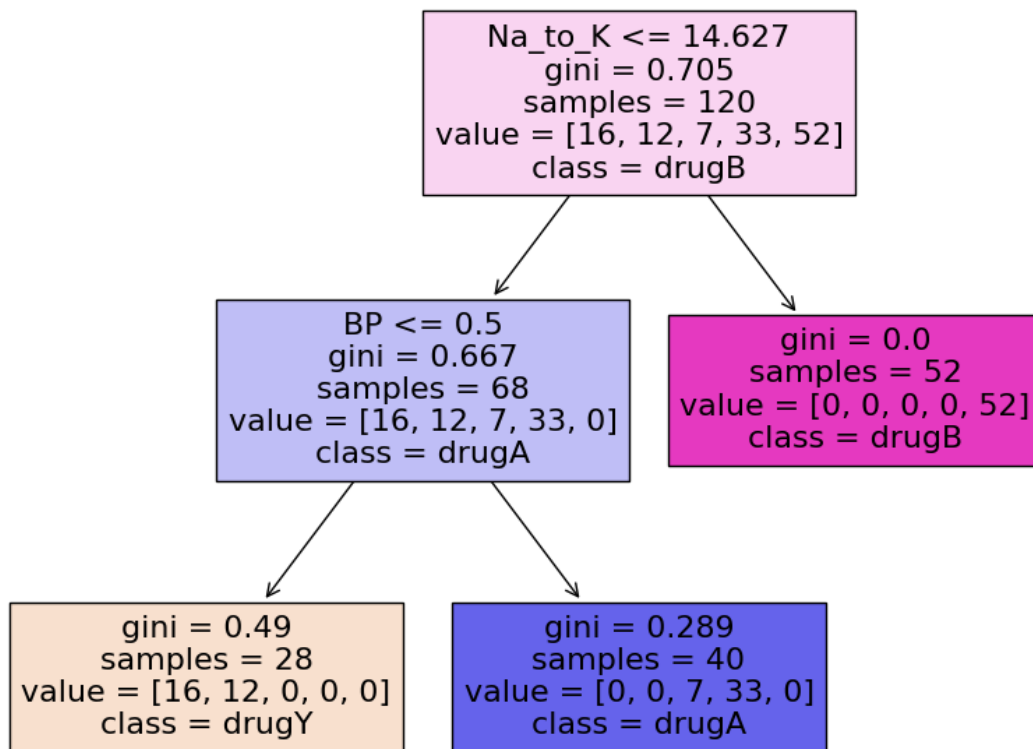 Na_to_K <= 14.627
gini = 0.705
samples = 120
value = [16, 12, 7, 33, 52]
class = drugB
BP <= 0.5
gini = 0.667
samples = 68
value = [16, 12, 7, 33, 0]
class = drugA
gini = 0.0
samples = 52
value = [0, 0, 0, 0, 52]
class = drugB
gini = 0.49
samples = 28
value = [16, 12, 0, 0, 0]
class = drugY
gini = 0.289
samples = 40
value = [0, 0, 7, 33, 0]
class = drugA